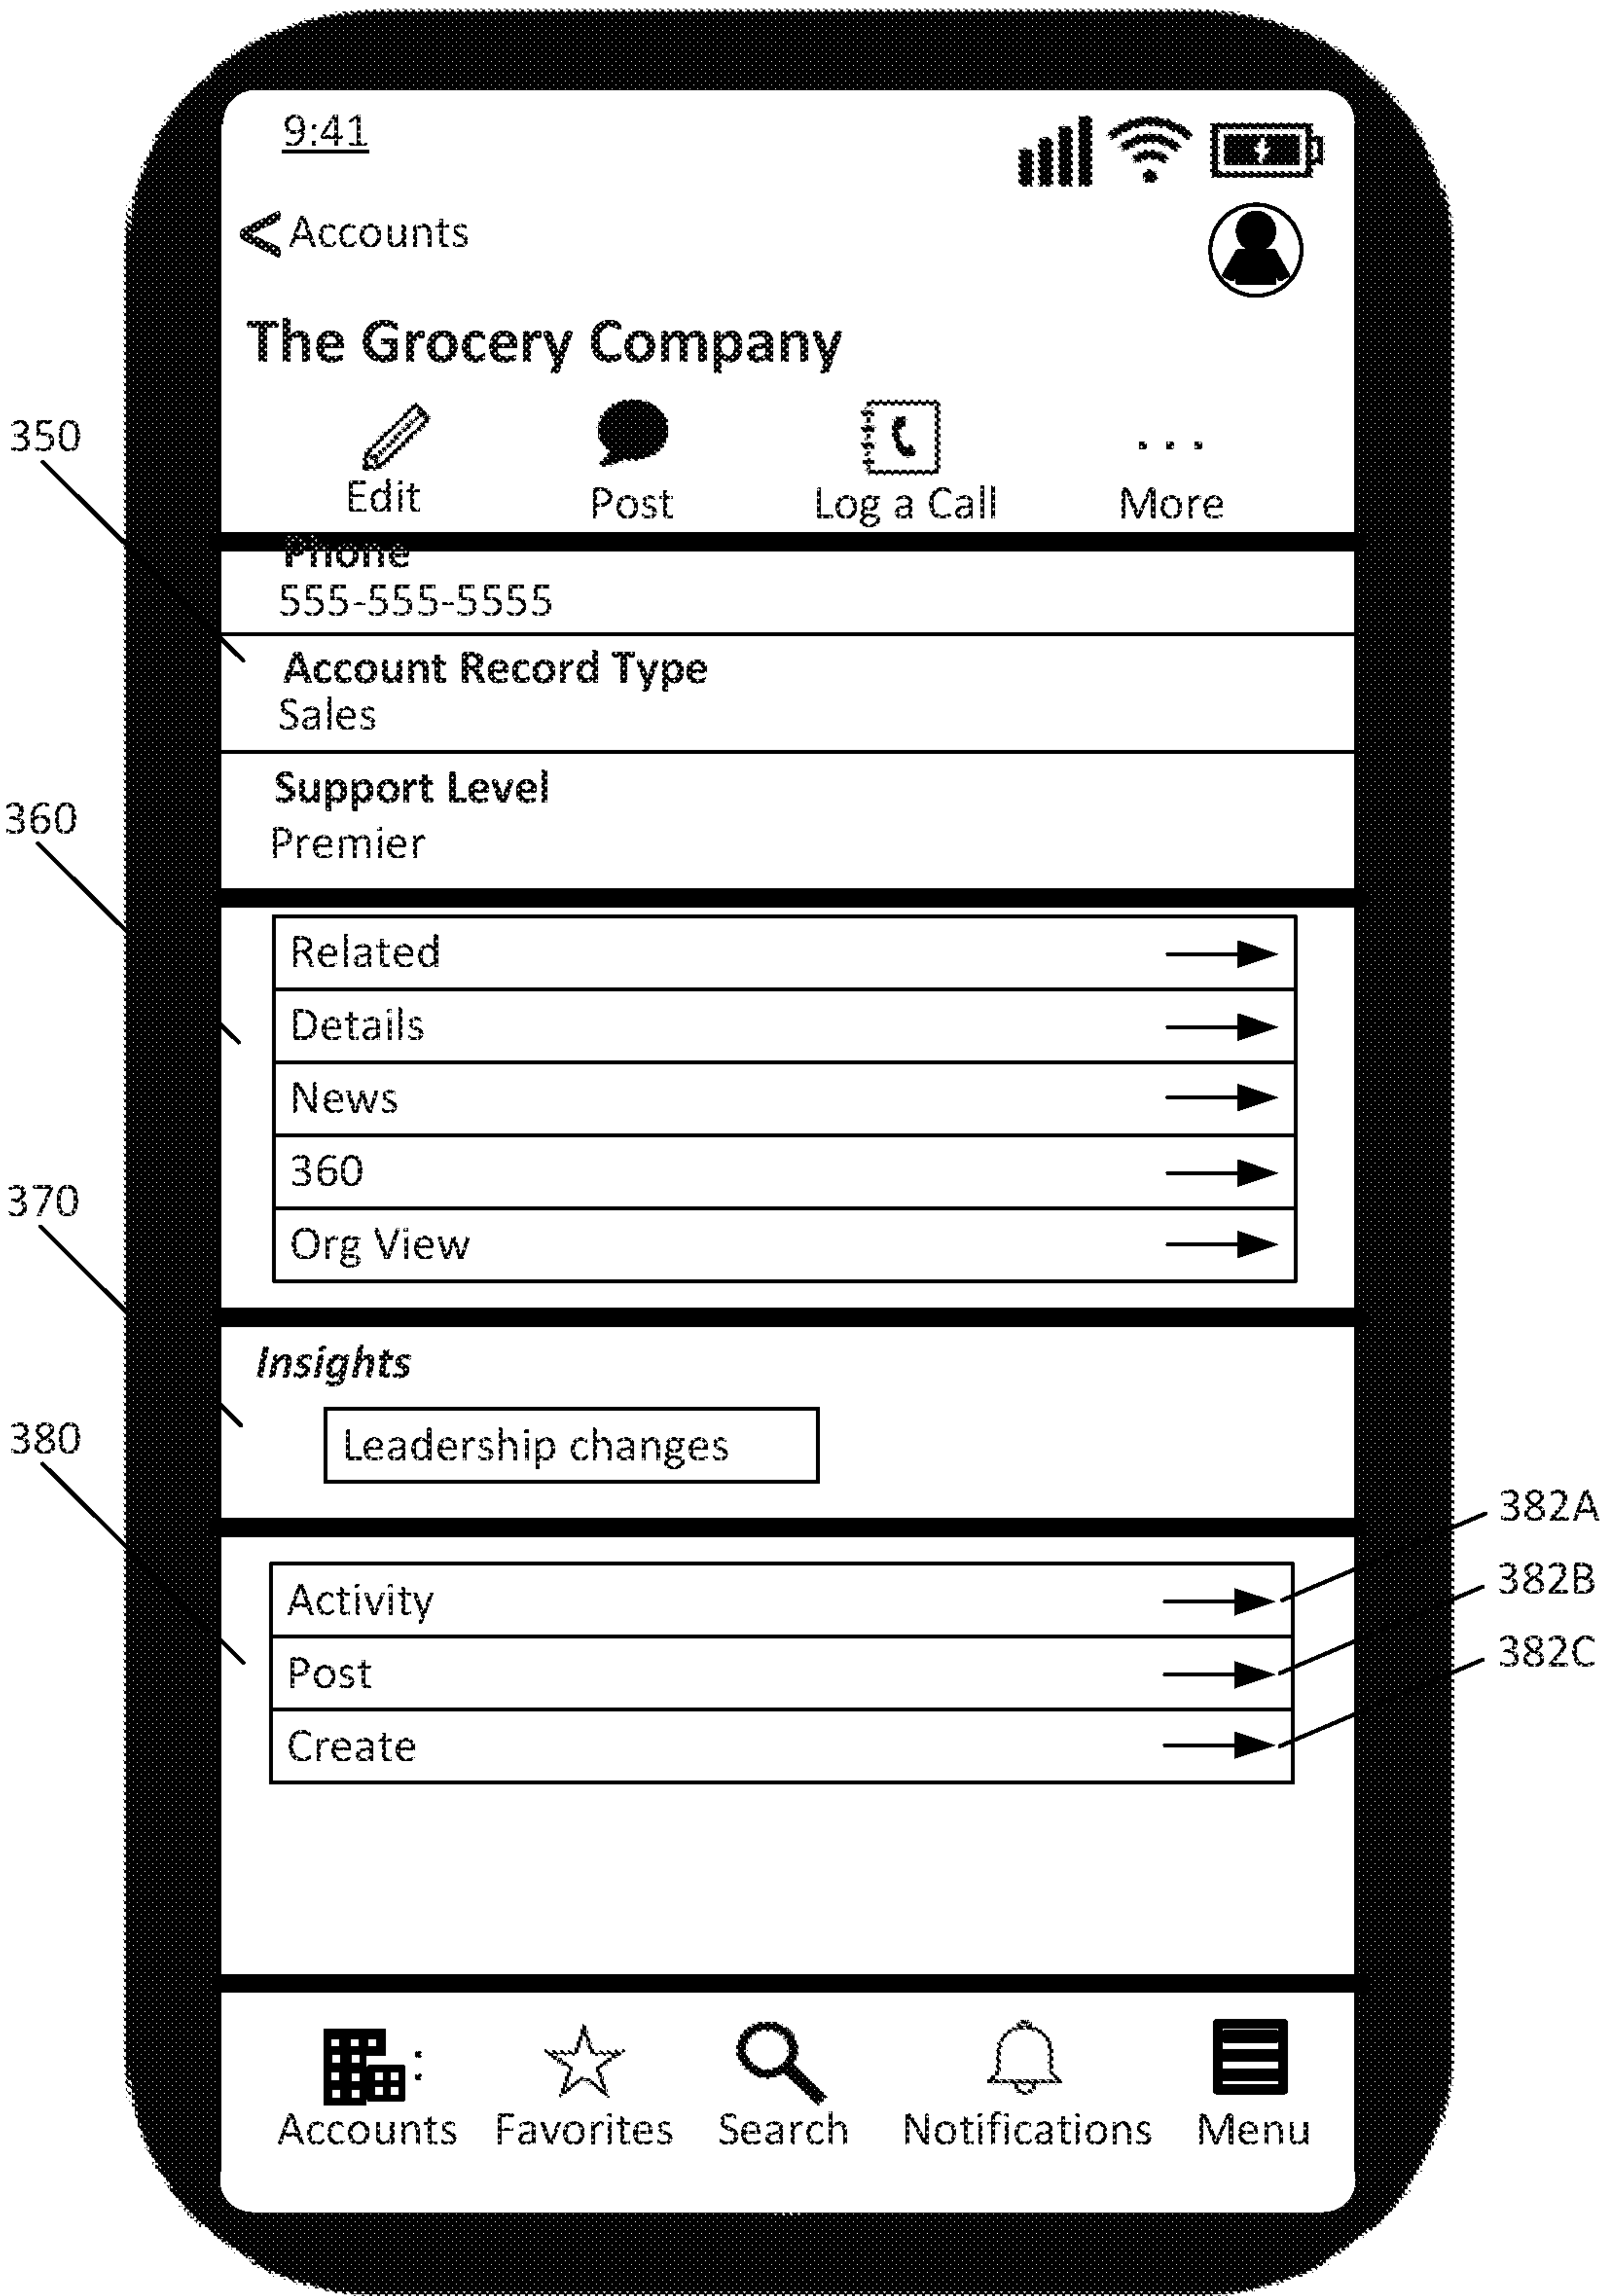 9:41
Accounts
The Grocery Company
Edit Post Log a Call More
350
Phone
555-555-5555
Account Record Type
Sales
Support Level
Premier
360
Related
Details
News
360
Org View
370
Insights
Leadership changes
380
382A
Activity
382B
Post
382C
Create
Accounts Favorites Search Notifications Menu